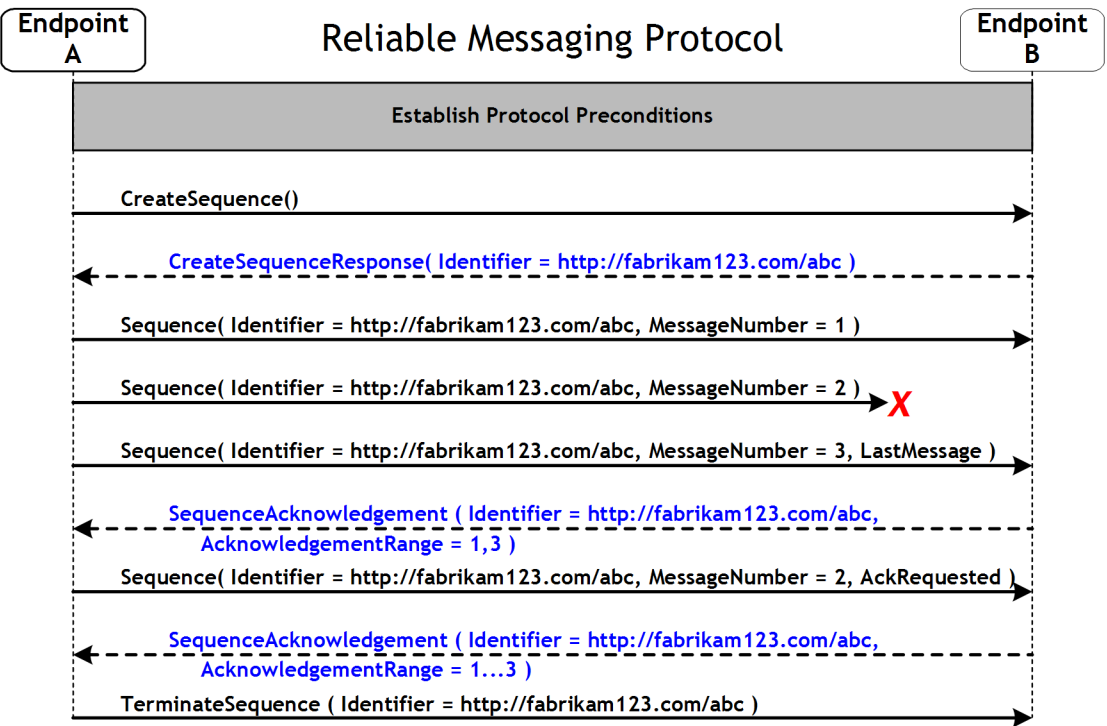 Endpoint
A
Reliable Messaging Protocol
Endpoint
B
Establish Protocol Preconditions
CreateSequence()
CreateSequenceResponse( Identifier = http://fabrikam123.com/abc )
Sequence( Identifier = http://fabrikam123.com/abc, MessageNumber = 1 )
Sequence( Identifier = http://fabrikam123.com/abc, MessageNumber = 2 )
X
Sequence( Identifier = http://fabrikam123.com/abc, MessageNumber = 3, LastMessage )
SequenceAcknowledgement ( Identifier = http://fabrikam123.com/abc,
AcknowledgementRange = 1,3 )
Sequence( Identifier = http://fabrikam123.com/abc, MessageNumber = 2, AckRequested )
SequenceAcknowledgement ( Identifier = http://fabrikam123.com/abc,
AcknowledgementRange = 1...3 )
TerminateSequence ( Identifier = http://fabrikam123.com/abc )